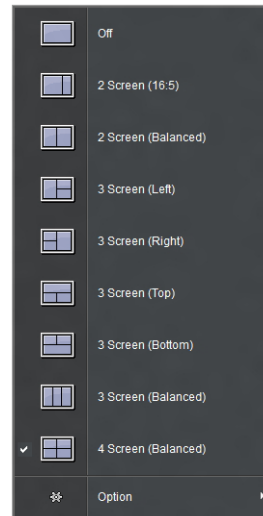 Off
2 Screen (16:5)
2 Screen (Balanced)
3 Screen (Left)
3 Screen (Right)
3 Screen (Top)
3 Screen (Bottom)
3 Screen (Balanced)
4 Screen (Balanced)
Option